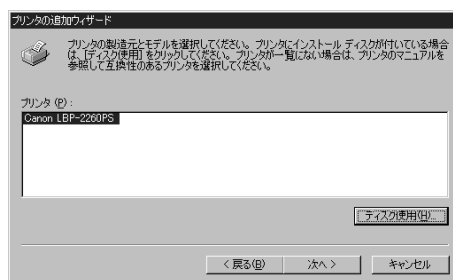 プリンタの追加ウィザード
プリンタの製造元とモデルを選択してください。プリンタにインストール ディスクが付いている場合
は、[ディスク使用] をクリックしてください。プリンタが一覧にない場合は、プリンタのマニュアルを
参照して互換性のあるプリンタを選択してください。
プリンタ (P) :
Canon LBP-2260PS
ディスク使用(H)...
< 戻る(B)
次へ >
キャンセル